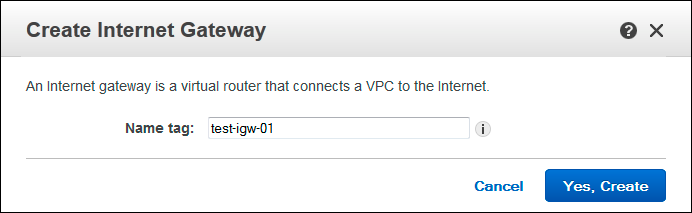 Create Internet Gateway
An Internet gateway is a virtual router that connects a VPC to the Internet.
Name tag: test-igw-01
Cancel Yes, Create